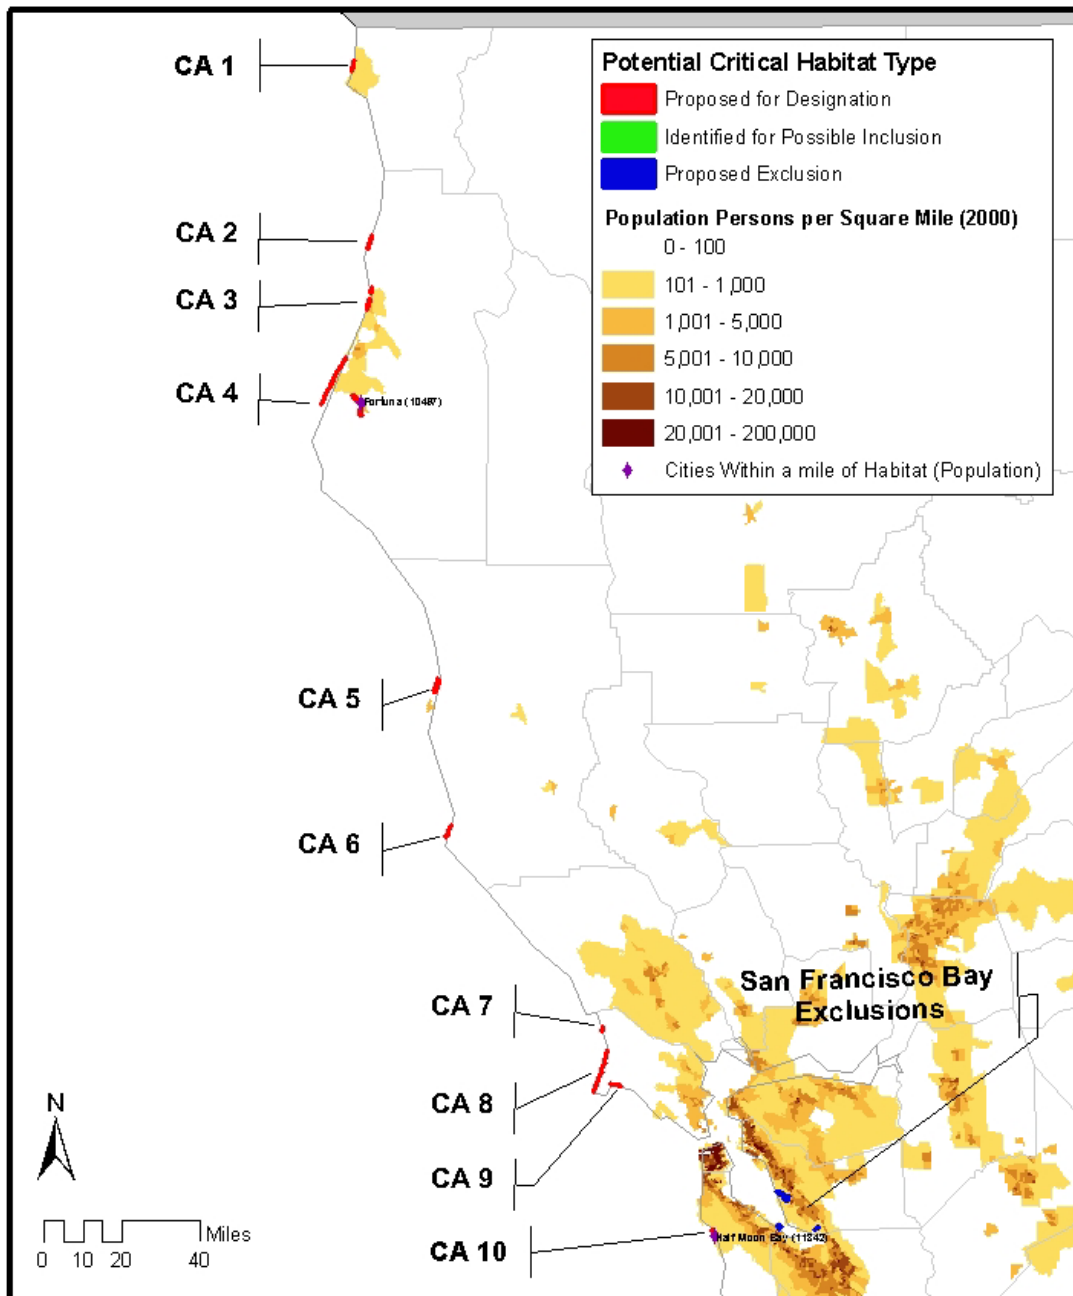 CA 1
CA 2
CA 3
CA 4
Fortuna (10497)
CA 5
CA 6
CA 7
CA 8
CA 9
CA 10
Half Moon Bay (11842)
San Francisco Bay
Exclusions
Potential Critical Habitat Type
Proposed for Designation
Identified for Possible Inclusion
Proposed Exclusion
Population Persons per Square Mile (2000)
0 - 100
101 - 1,000
1,001 - 5,000
5,001 - 10,000
10,001 - 20,000
20,001 - 200,000
Cities Within a mile of Habitat (Population)
N
Miles
0 10 20 40